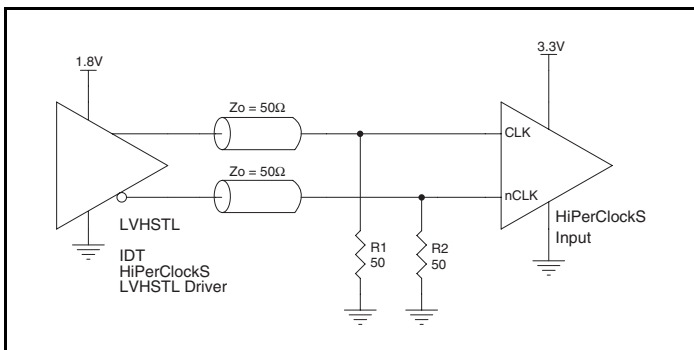 1.8V
3.3V
Zo = 50Ω
CLK
Zo = 50Ω
nCLK
LVHSTL
IDT
HiPerClockS
LVHSTL Driver
R1
50
R2
50
HiPerClockS
Input